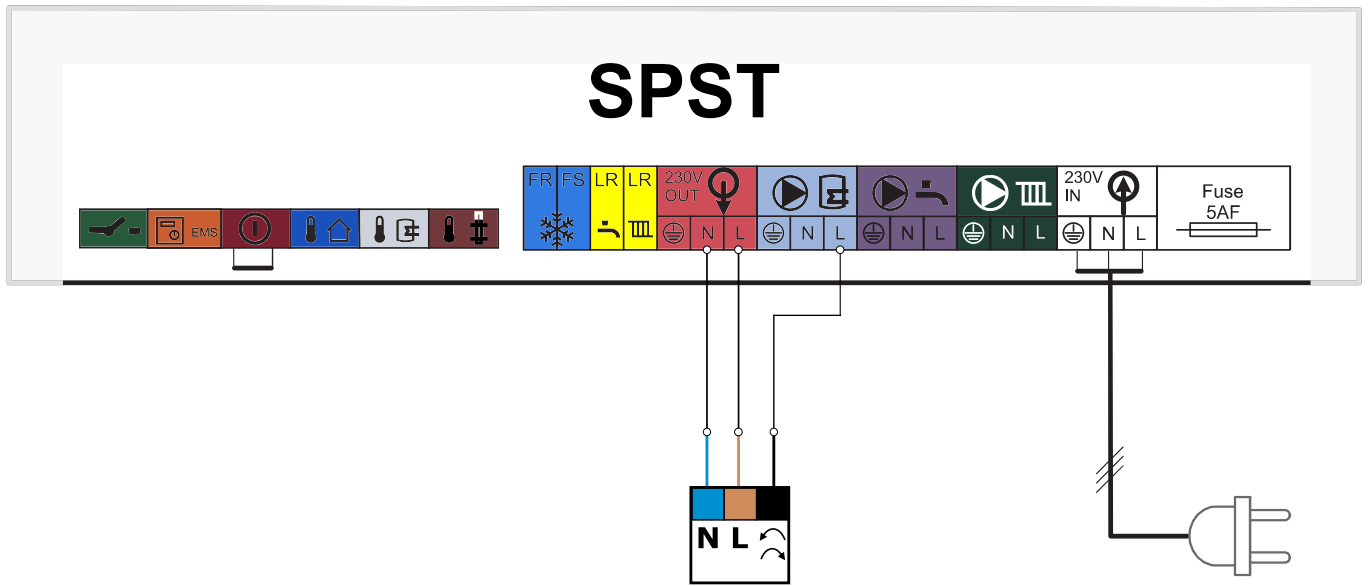 SPST
EMS
FR FS LR LR
230V
OUT
N L
N L
N L
N L
230V
IN
N L
Fuse
5AF
N L